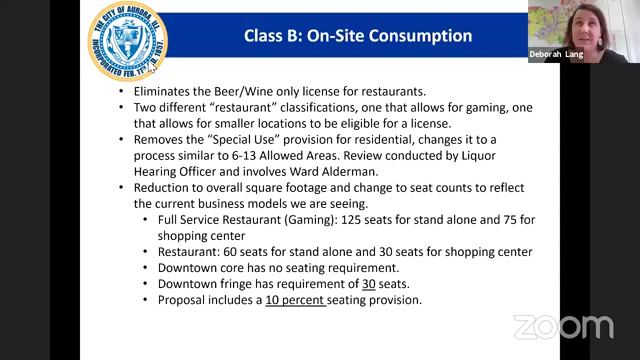 THE CITY OF AURORA, ILL.
INCORPORATED FEB. 11TH A.D. 1857.
Class B: On-Site Consumption
Deborah Lang
• Eliminates the Beer/Wine only license for restaurants.
• Two different “restaurant” classifications, one that allows for gaming, one
that allows for smaller locations to be eligible for a license.
• Removes the “Special Use” provision for residential, changes it to a
process similar to 6-13 Allowed Areas. Review conducted by Liquor
Hearing Officer and involves Ward Alderman.
• Reduction to overall square footage and change to seat counts to reflect
the current business models we are seeing.
• Full Service Restaurant (Gaming): 125 seats for stand alone and 75 for
shopping center
• Restaurant: 60 seats for stand alone and 30 seats for shopping center
• Downtown core has no seating requirement.
• Downtown fringe has requirement of 30 seats.
• Proposal includes a 10 percent seating provision.
zoom